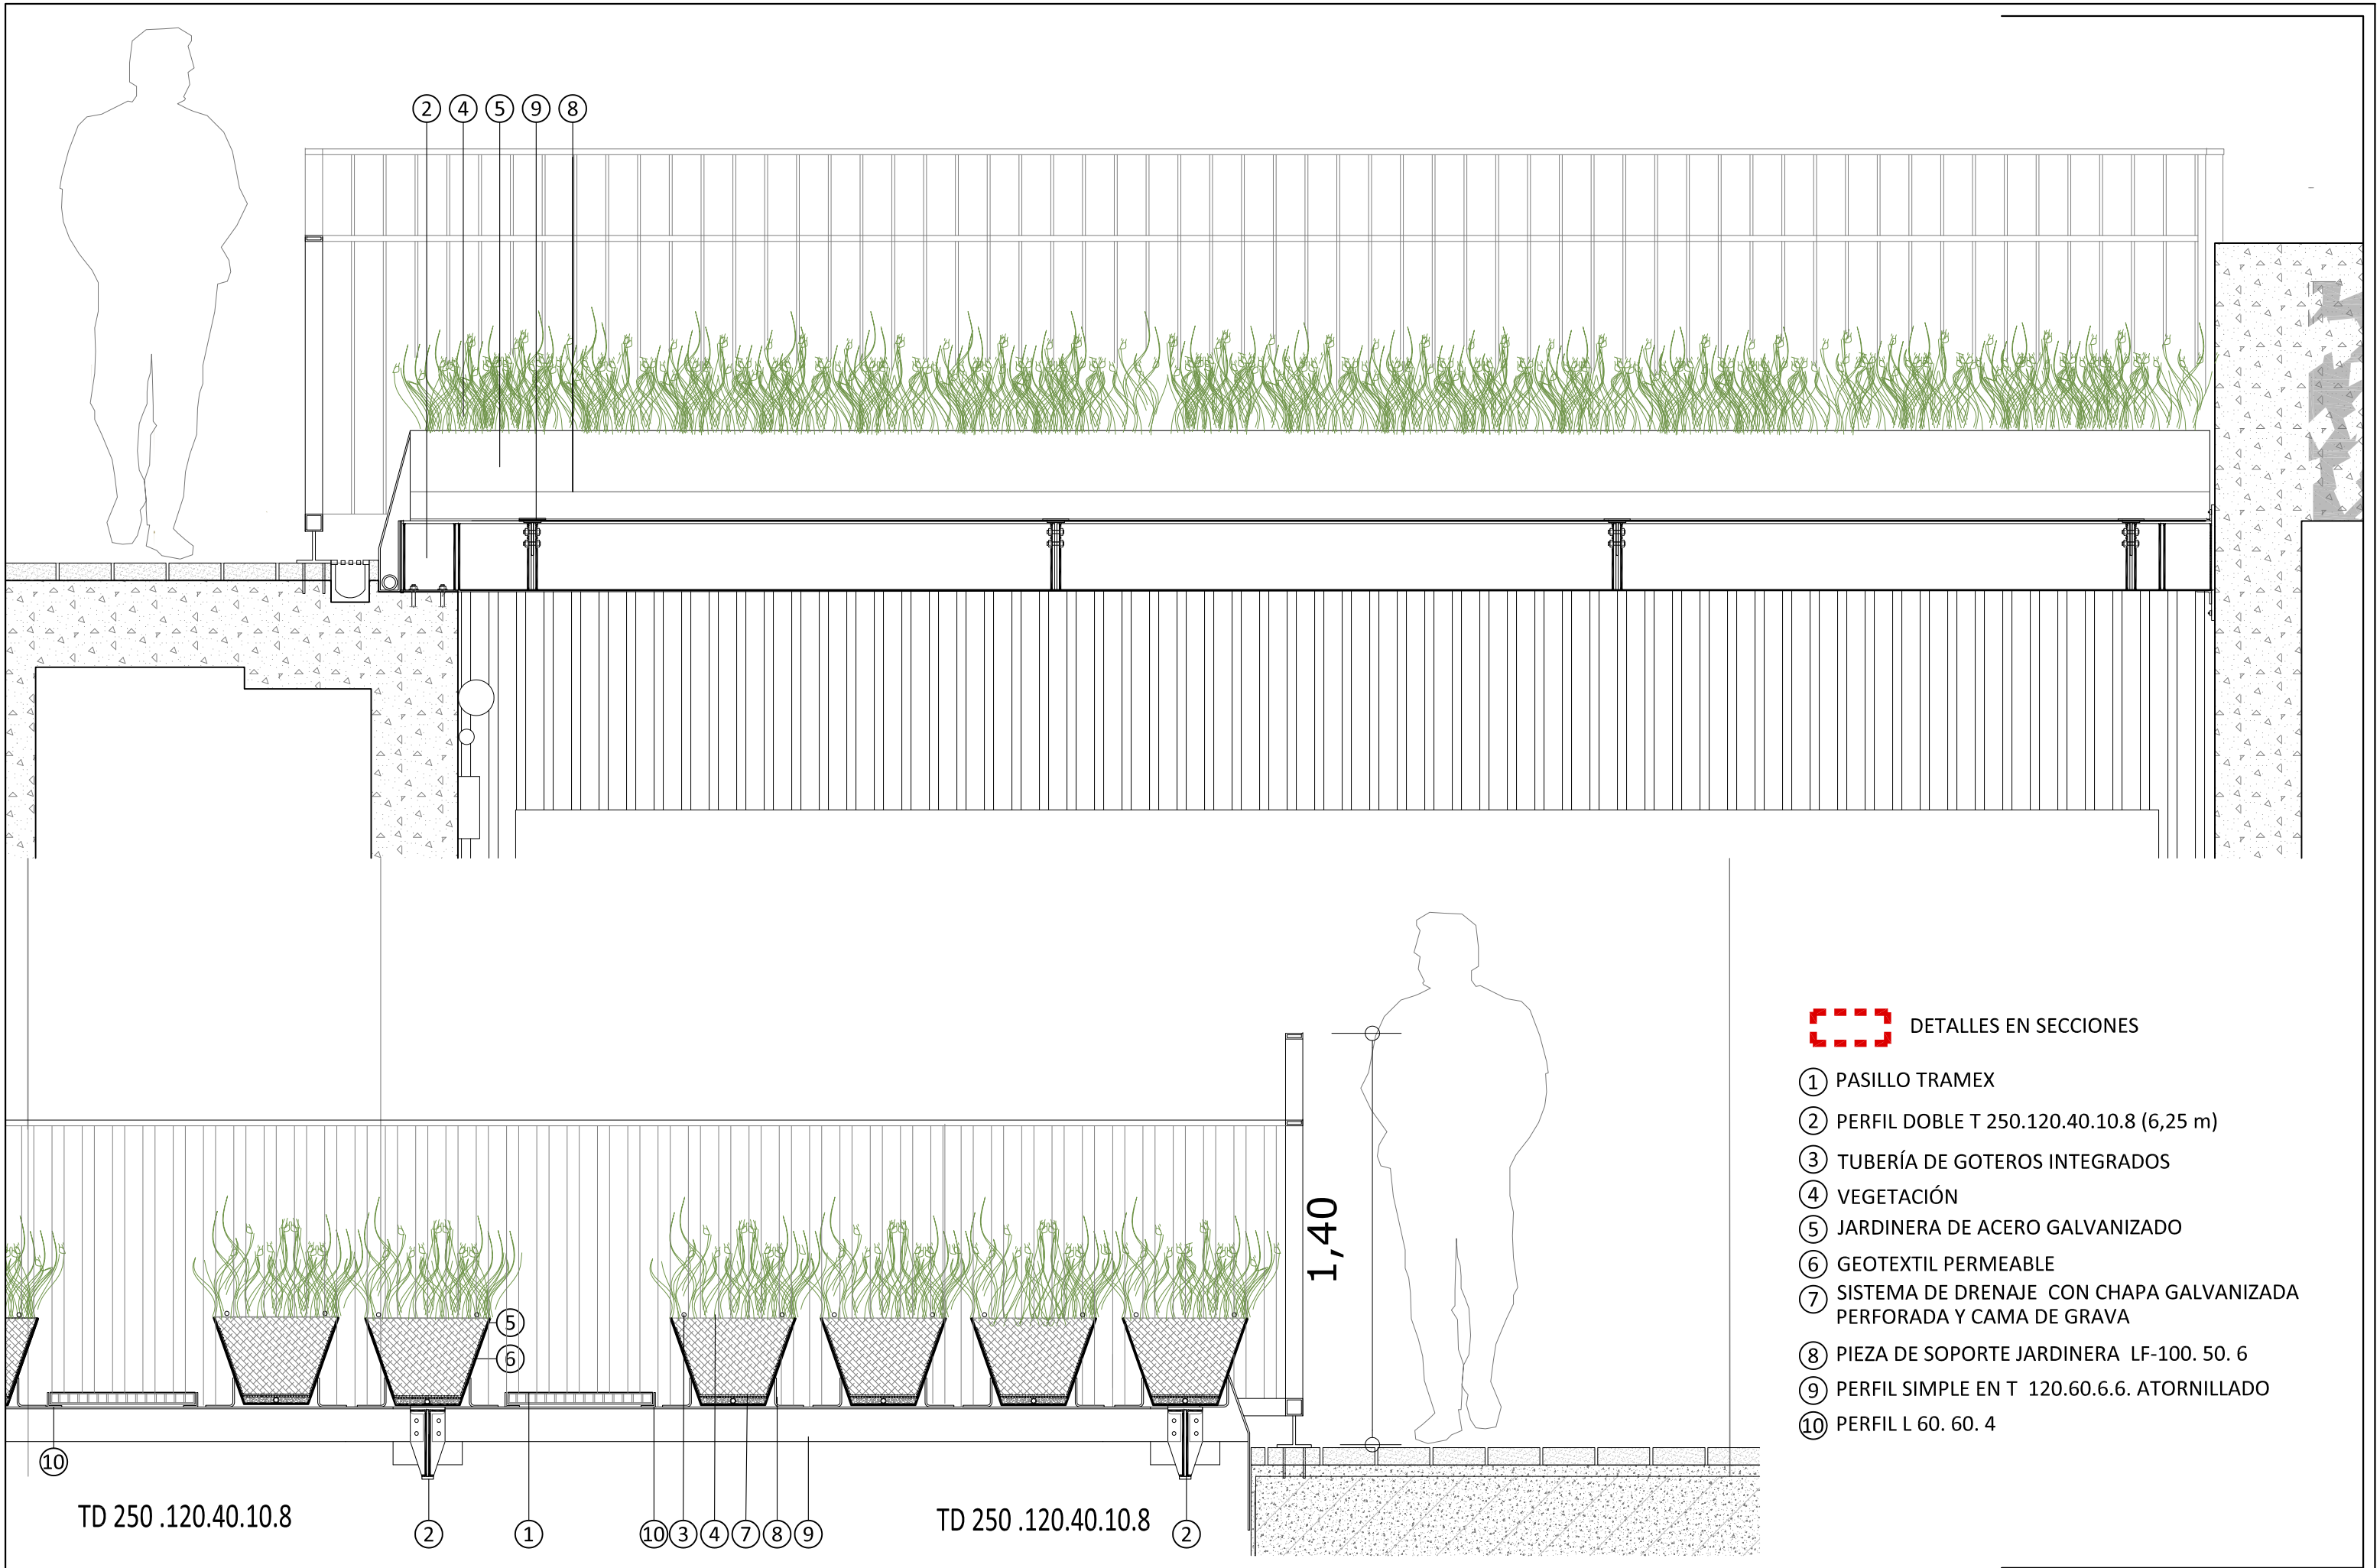 2 4 5 9 8
1,40
5
6
10
TD 250 .120.40.10.8
2 1 10 3 4 7 8 9
TD 250 .120.40.10.8
2
DETALLES EN SECCIONES
1 PASILLO TRAMEX
2 PERFIL DOBLE T 250.120.40.10.8 (6,25 m)
3 TUBERÍA DE GOTEROS INTEGRADOS
4 VEGETACIÓN
5 JARDINERA DE ACERO GALVANIZADO
6 GEOTEXTIL PERMEABLE
7 SISTEMA DE DRENAJE CON CHAPA GALVANIZADA
PERFORADA Y CAMA DE GRAVA
8 PIEZA DE SOPORTE JARDINERA LF-100. 50. 6
9 PERFIL SIMPLE EN T 120.60.6.6. ATORNILLADO
10 PERFIL L 60. 60. 4